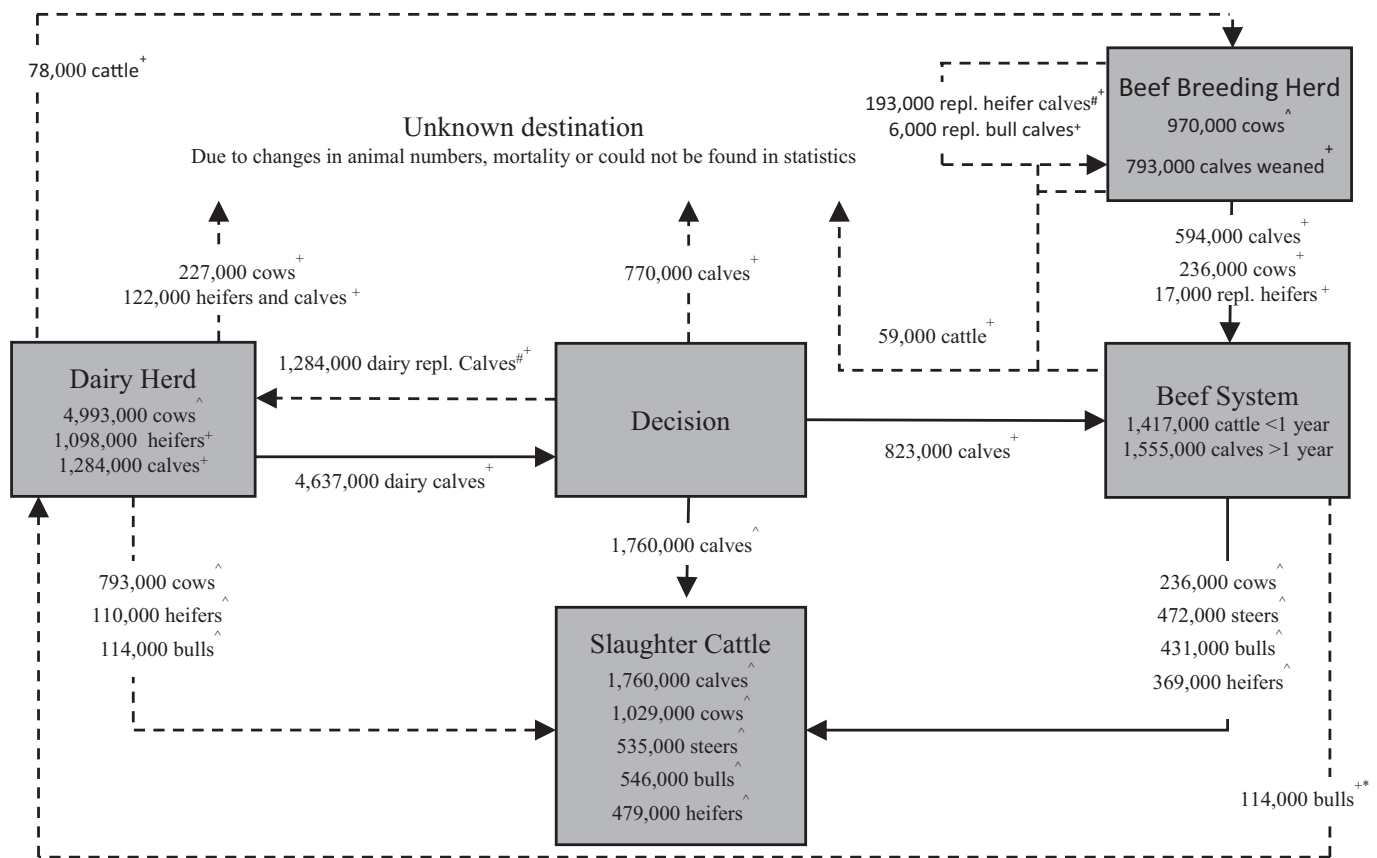 78,000 cattle⁺
Unknown destination
Due to changes in animal numbers, mortality or could not be found in statistics
193,000 repl. heifer calves#⁺
6,000 repl. bull calves⁺
Beef Breeding Herd
970,000 cows^
793,000 calves weaned⁺
227,000 cows⁺
122,000 heifers and calves ⁺
770,000 calves⁺
594,000 calves⁺
236,000 cows⁺
17,000 repl. heifers ⁺
59,000 cattle⁺
Dairy Herd
4,993,000 cows^
1,098,000 heifers⁺
1,284,000 calves⁺
1,284,000 dairy repl. Calves#⁺
4,637,000 dairy calves⁺
Decision
823,000 calves⁺
Beef System
1,417,000 cattle <1 year
1,555,000 calves >1 year
1,760,000 calves^
793,000 cows^
110,000 heifers^
114,000 bulls^
Slaughter Cattle
1,760,000 calves^
1,029,000 cows^
535,000 steers^
546,000 bulls^
479,000 heifers^
236,000 cows^
472,000 steers^
431,000 bulls^
369,000 heifers^
114,000 bulls⁺*